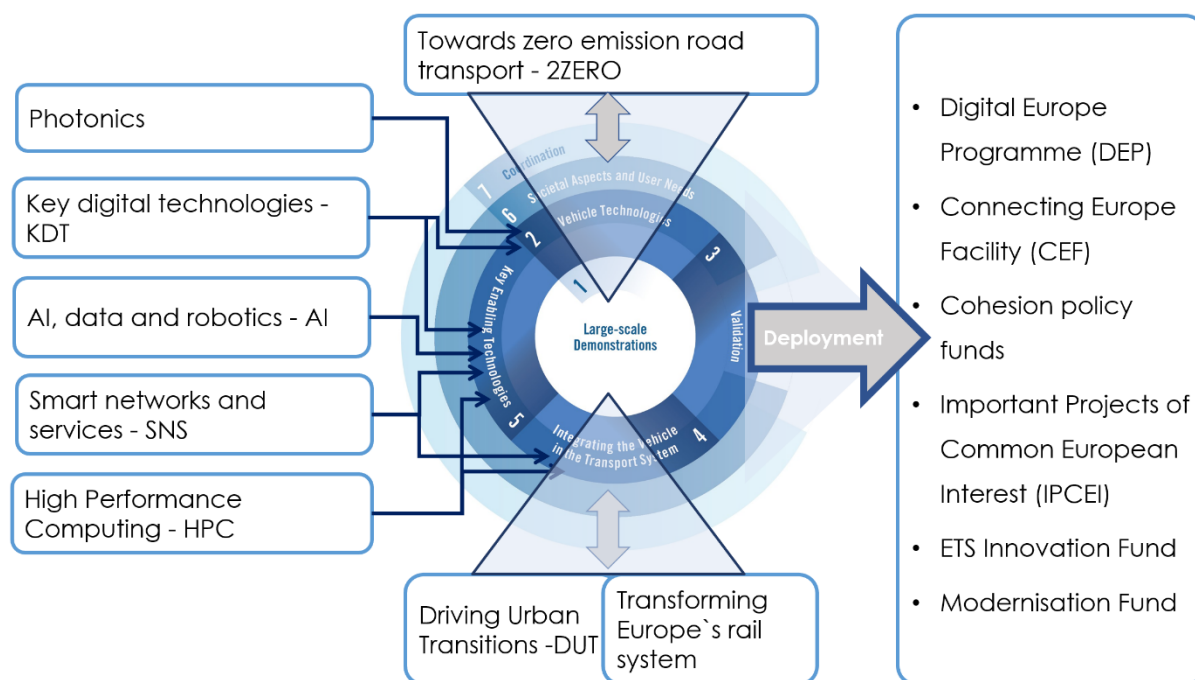 Towards zero emission road
transport - 2ZERO
Photonics
Key digital technologies -
KDT
AI, data and robotics - AI
Smart networks and
services - SNS
High Performance
Computing - HPC
7 Coordination
6 Societal Aspects and User Needs
2 Vehicle Technologies
1
Large-scale
Demonstrations
3 Validation
Key Enabling Technologies
5
Integrating the Vehicle
in the Transport System
4
Deployment
Driving Urban
Transitions -DUT
Transforming
Europe`s rail
system
• Digital Europe
Programme (DEP)
• Connecting Europe
Facility (CEF)
• Cohesion policy
funds
• Important Projects of
Common European
Interest (IPCEI)
• ETS Innovation Fund
• Modernisation Fund